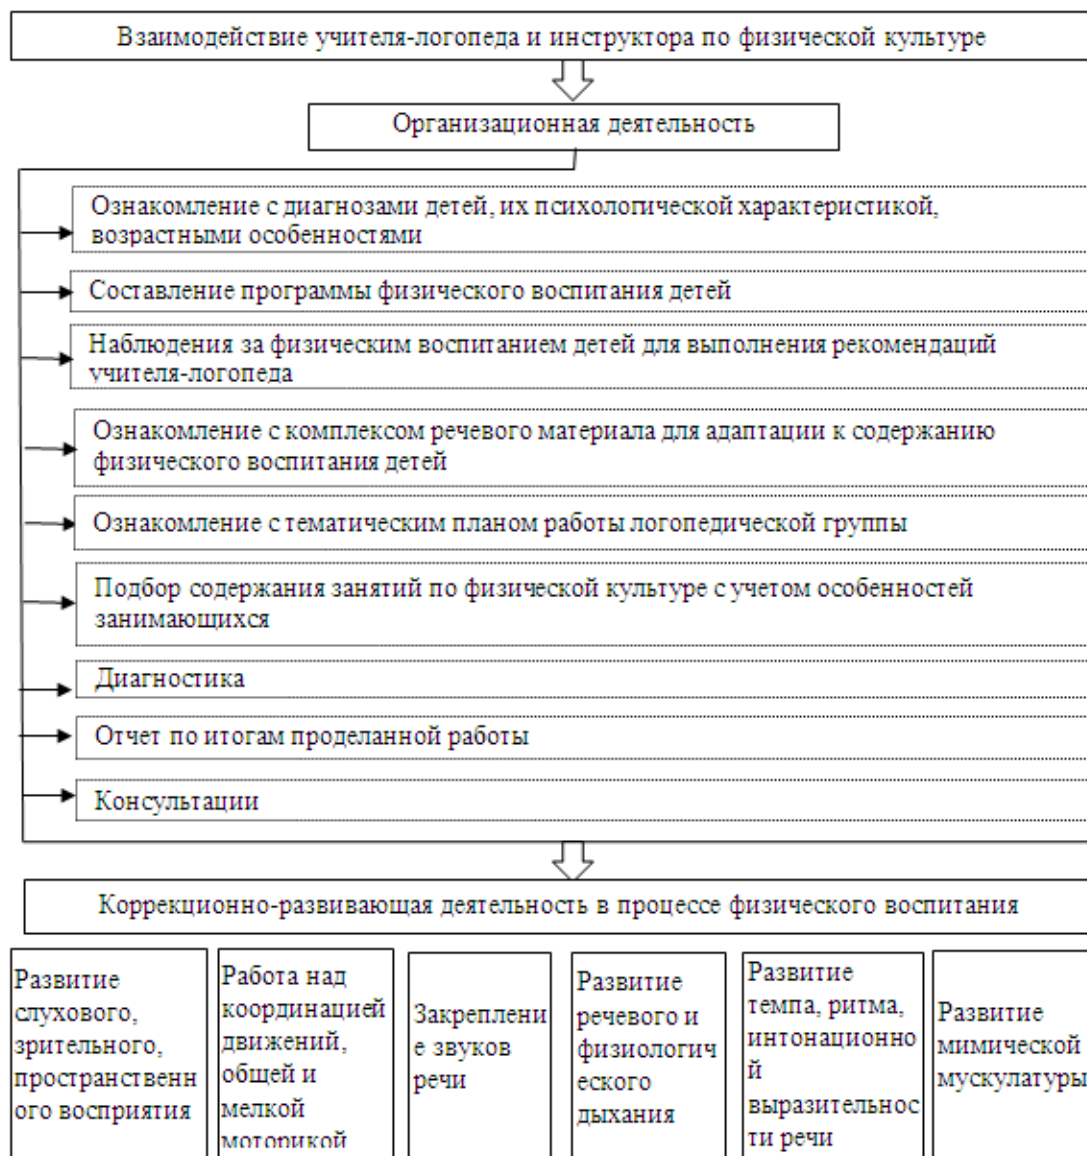 Взаимодействие учителя-логопеда и инструктора по физической культуре
Организационная деятельность
Ознакомление с диагнозами детей, их психологической характеристикой,
возрастными особенностями
Составление программы физического воспитания детей
Наблюдения за физическим воспитанием детей для выполнения рекомендаций
учителя-логопеда
Ознакомление с комплексом речевого материала для адаптации к содержанию
физического воспитания детей
Ознакомление с тематическим планом работы логопедической группы
Подбор содержания занятий по физической культуре с учетом особенностей
занимающихся
Диагностика
Отчет по итогам проделанной работы
Консультации
Коррекционно-развивающая деятельность в процессе физического воспитания
Развитие
слухового,
зрительного,
пространственн
ого восприятия
Работа над
координацией
движений,
общей и
мелкой
моторикой
Закреплени
е звуков
речи
Развитие
речевого и
физиологич
еского
дыхания
Развитие
темпа, ритма,
интонационно
й
выразительнос
ти речи
Развитие
мимической
мускулатуры